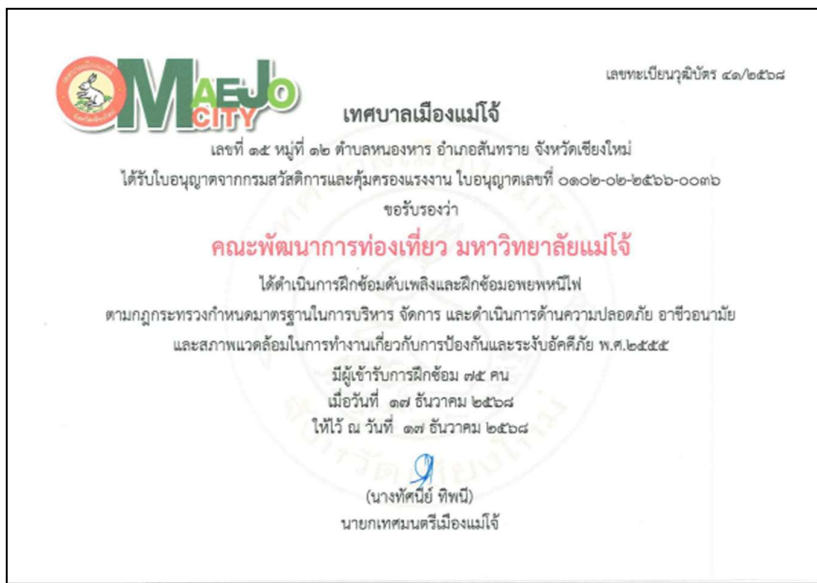 MAEJO
CITY
เลขทะเบียนวุฒิบัตร ๔๑/๒๕๖๘
เทศบาลเมืองแม่โจ้
เลขที่ ๑๕ หมู่ที่ ๑๒ ตำบลหนองหาร อำเภอสันทราย จังหวัดเชียงใหม่
ได้รับใบอนุญาตจากกรมสวัสดิการและคุ้มครองแรงงาน ใบอนุญาตเลขที่ ๐๑๐๒-๐๒-๒๕๖๖-๐๐๓๖
ขอรับรองว่า
คณะพัฒนาการท่องเที่ยว มหาวิทยาลัยแม่โจ้
ได้ดำเนินการฝึกซ้อมดับเพลิงและฝึกซ้อมอพยพหนีไฟ
ตามกฎกระทรวงกำหนดมาตรฐานในการบริหาร จัดการ และดำเนินการด้านความปลอดภัย อาชีวอนามัย
และสภาพแวดล้อมในการทำงานเกี่ยวกับการป้องกันและระงับอัคคีภัย พ.ศ.๒๕๕๕
มีผู้เข้ารับการฝึกซ้อม ๗๕ คน
เมื่อวันที่ ๑๗ ธันวาคม ๒๕๖๘
ให้ไว้ ณ วันที่ ๑๗ ธันวาคม ๒๕๖๘
(นางทัศนีย์ ทิพนี)
นายกเทศมนตรีเมืองแม่โจ้